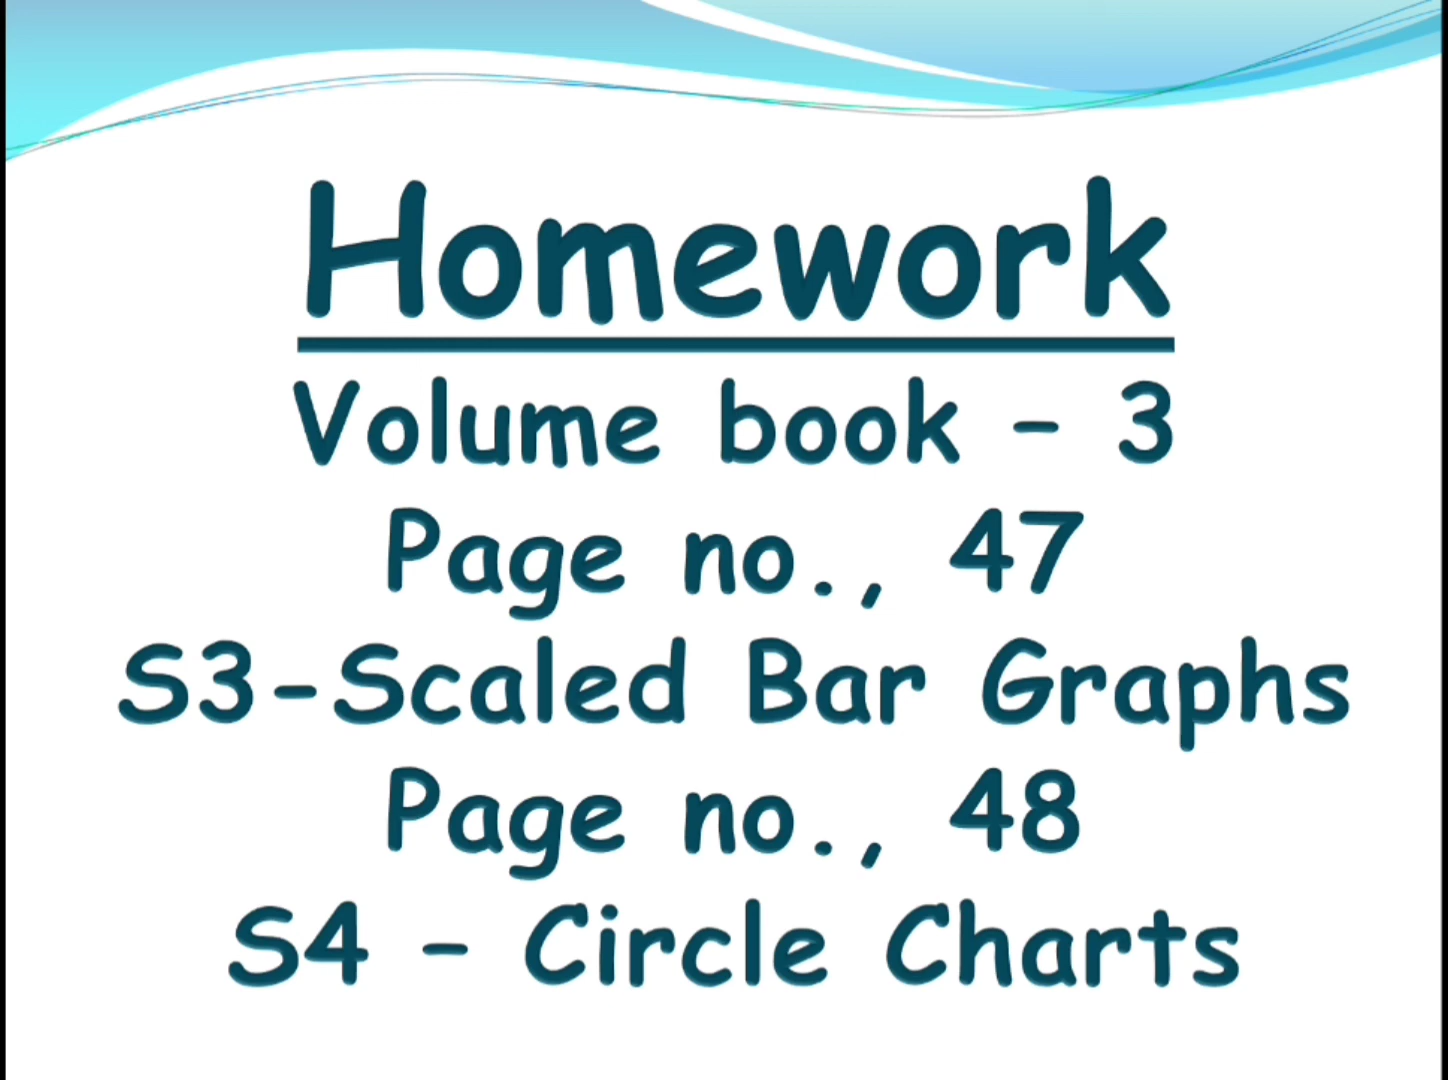 Homework
Volume book – 3
Page no., 47
S3-Scaled Bar Graphs
Page no., 48
S4 – Circle Charts